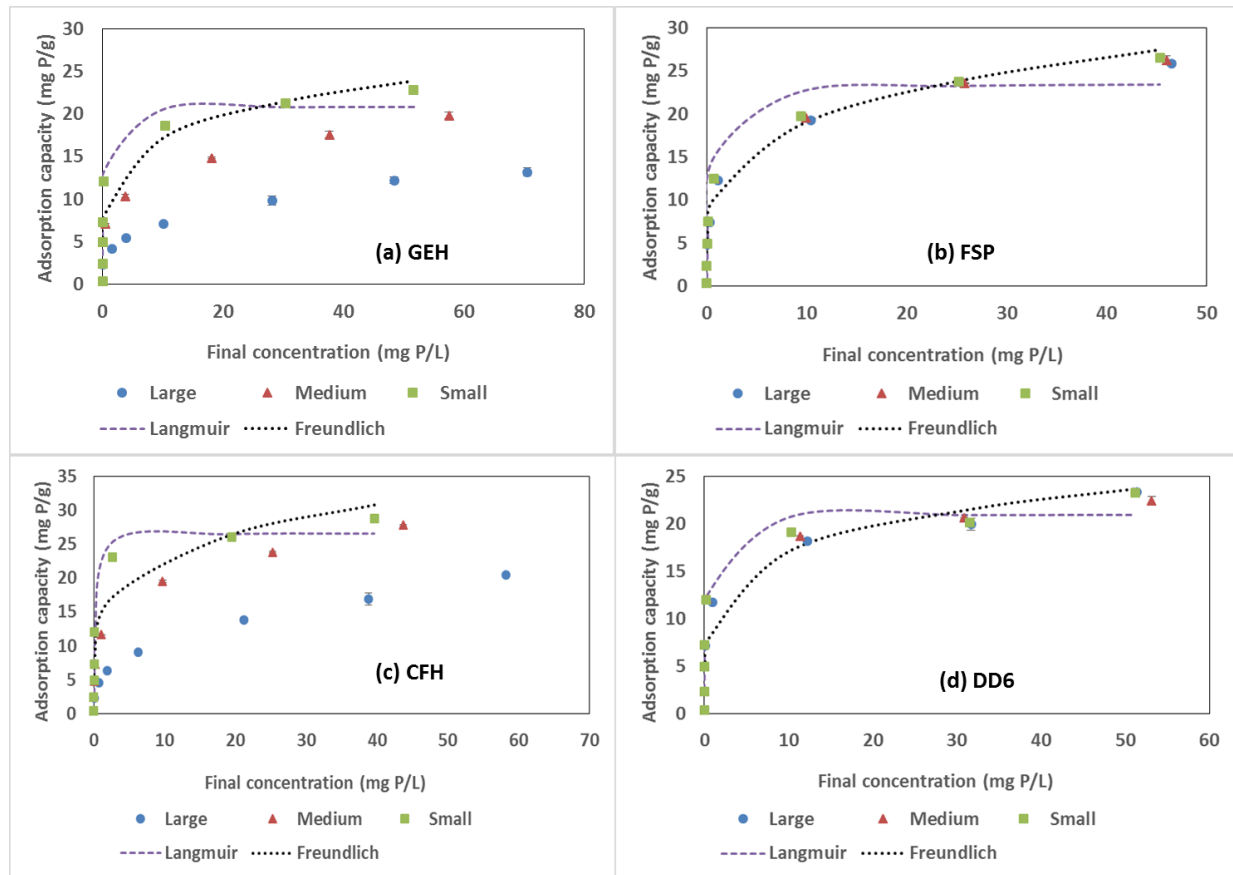 Adsorption capacity (mg P/g)
30
25
20
15
10
5
0
(a) GEH
0 20 40 60 80
Final concentration (mg P/L)
Large Medium Small
Langmuir Freundlich
Adsorption capacity (mg P/g)
30
25
20
15
10
5
0
(b) FSP
0 10 20 30 40 50
Final concentration (mg P/L)
Large Medium Small
Langmuir Freundlich
Adsorption capacity (mg P/g)
35
30
25
20
15
10
5
0
(c) CFH
0 10 20 30 40 50 60 70
Final concentration (mg P/L)
Large Medium Small
Langmuir Freundlich
Adsorption capacity (mg P/g)
25
20
15
10
5
0
(d) DD6
0 10 20 30 40 50 60
Final concentration (mg P/L)
Large Medium Small
Langmuir Freundlich